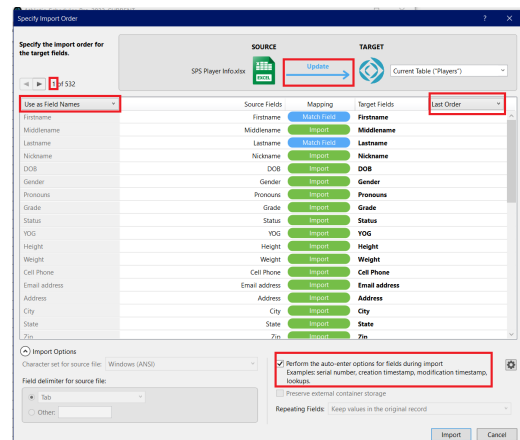 Specify Import Order
? ×
Specify the import order for
the target fields.
SOURCE
TARGET
SPS Player Info.xlsx
EXCEL
Update
Current Table ("Players")
1 of 532
Use as Field Names
Source Fields
Mapping
Target Fields
Last Order
Firstname Firstname Match Field Firstname
Middlename Middlename Import Middlename
Lastname Lastname Match Field Lastname
Nickname Nickname Import Nickname
DOB DOB Import DOB
Gender Gender Import Gender
Pronouns Pronouns Import Pronouns
Grade Grade Import Grade
Status Status Import Status
YOG YOG Import YOG
Height Height Import Height
Weight Weight Import Weight
Cell Phone Cell Phone Import Cell Phone
Email address Email address Import Email address
Address Address Import Address
City City Import City
State State Import State
Zip Zip Import Zip
Import Options
Character set for source file: Windows (ANSI)
Field delimiter for source file:
Tab
Other:
Perform the auto-enter options for fields during import
Examples: serial number, creation timestamp, modification timestamp,
lookups.
Preserve external container storage
Repeating Fields: Keep values in the original record
Import
Cancel